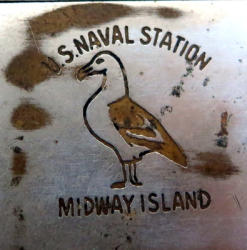 U.S. NAVAL STATION
MIDWAY ISLAND